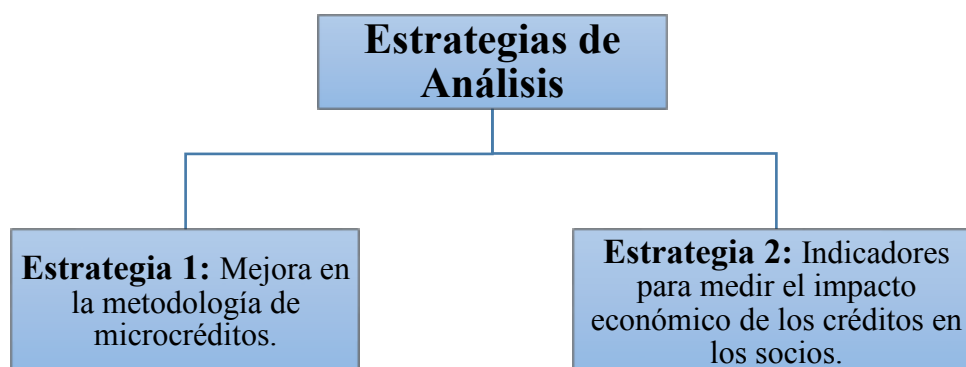 Estrategias de
Análisis
Estrategia 1: Mejora en
la metodología de
microcréditos.
Estrategia 2: Indicadores
para medir el impacto
económico de los créditos en
los socios.